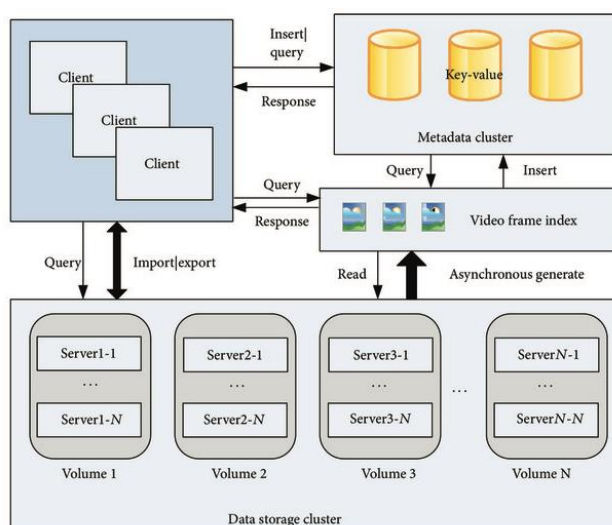 Client
Client
Client
Insert|
query
Response
Key-value
Metadata cluster
Query
Insert
Query
Response
Video frame index
Query
Import|export
Read
Asynchronous generate
Server1-1
...
Server1-N
Volume 1
Server2-1
...
Server2-N
Volume 2
Server3-1
...
Server3-N
Volume 3
...
ServerN-1
...
ServerN-N
Volume N
Data storage cluster